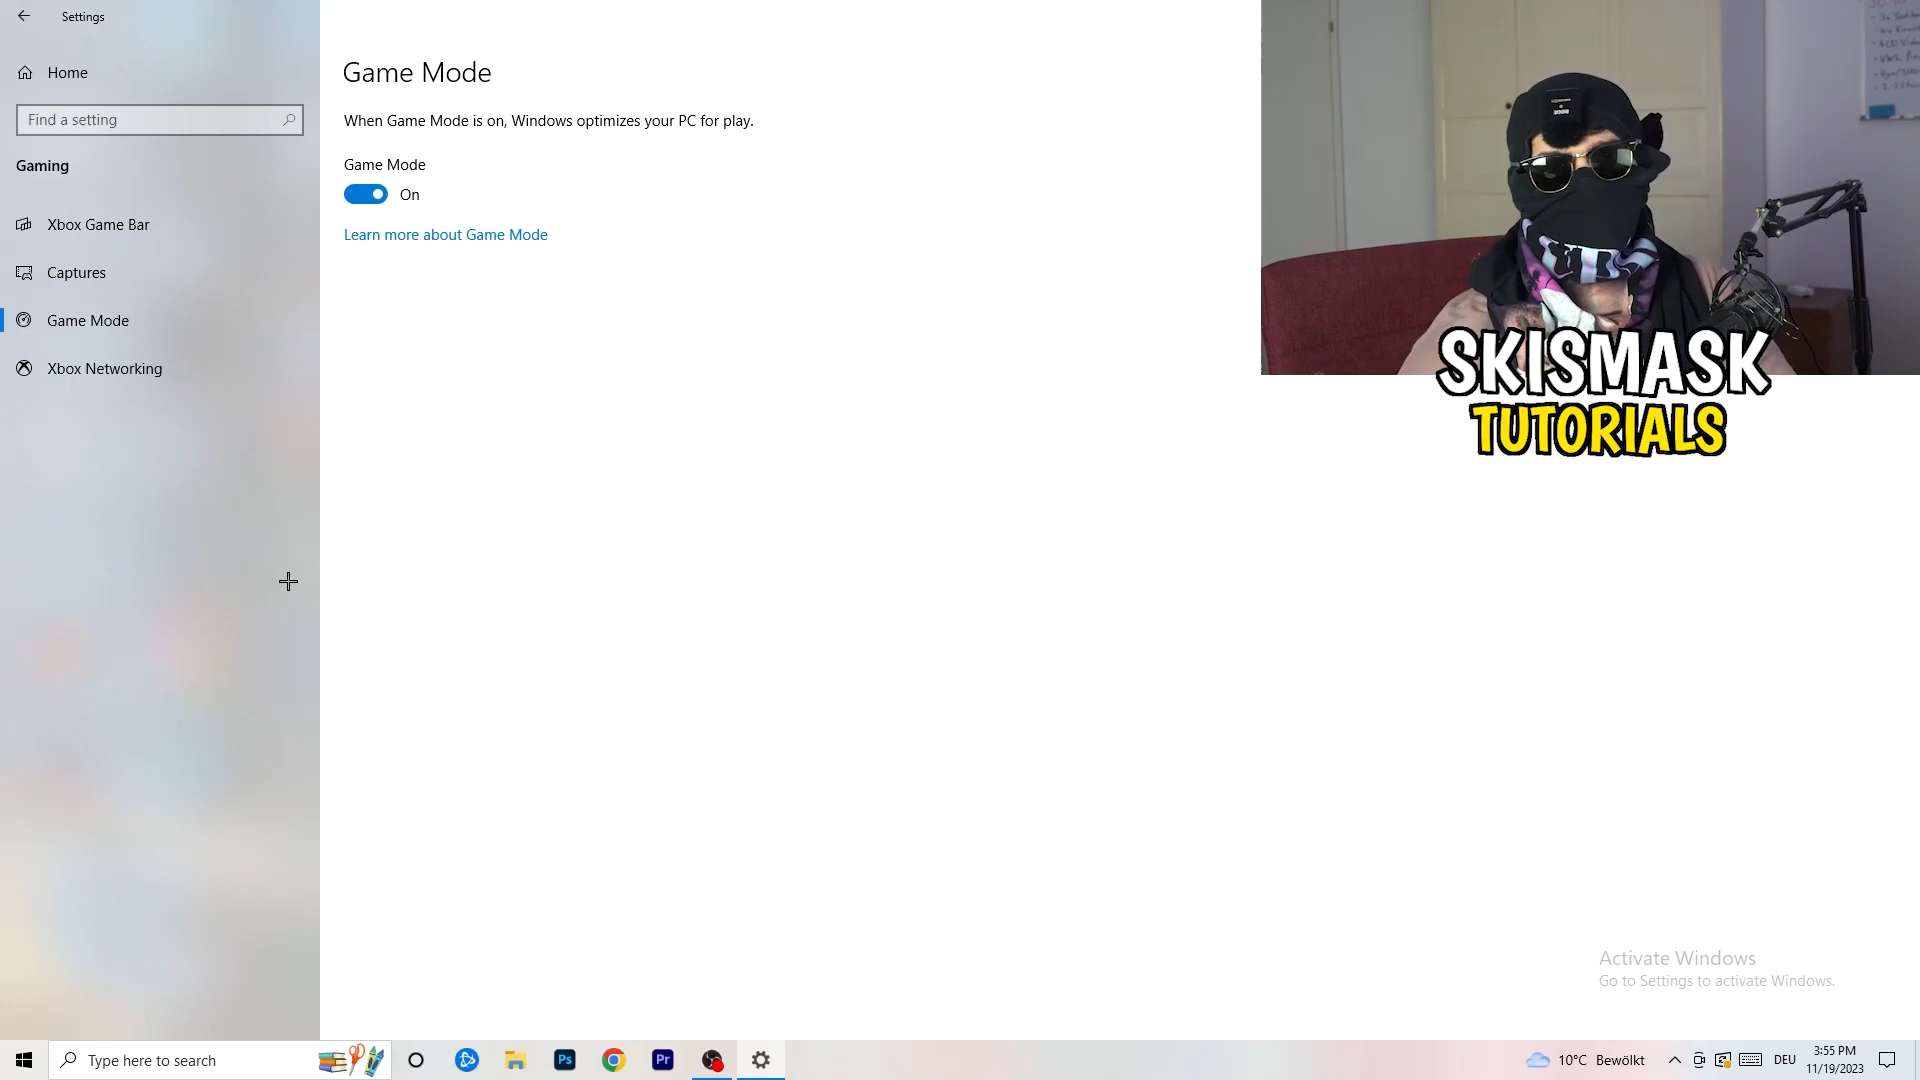 Settings
Home
Find a setting
Gaming
Xbox Game Bar
Captures
Game Mode
Xbox Networking
Game Mode
When Game Mode is on, Windows optimizes your PC for play.
Game Mode
On
Learn more about Game Mode
SKISMASK
TUTORIALS
Activate Windows
Go to Settings to activate Windows.
Type here to search
Ps
Pr
10°C Bewölkt
DEU
3:55 PM
11/19/2023